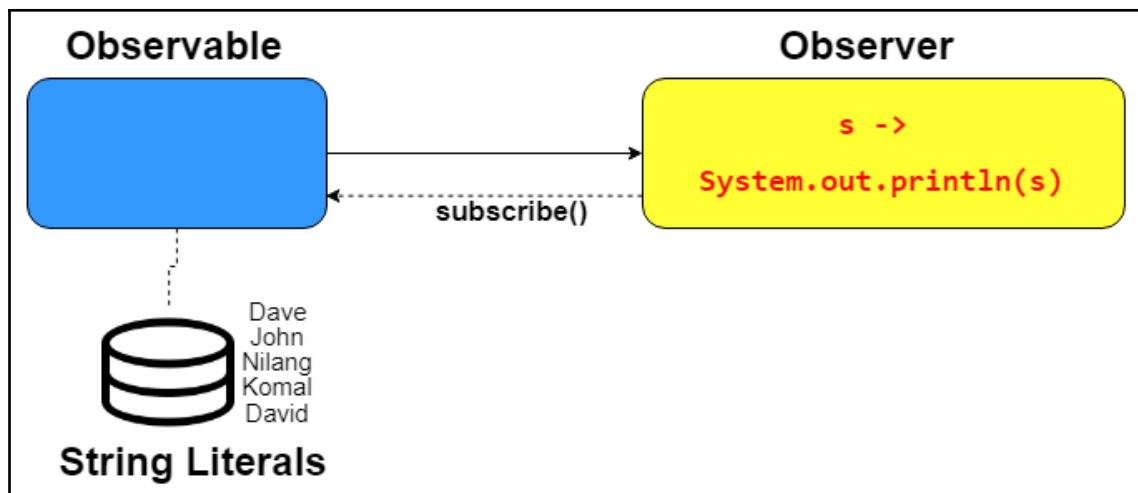 Observable
Observer
s ->
System.out.println(s)
subscribe()
Dave
John
Nilang
Komal
David
String Literals